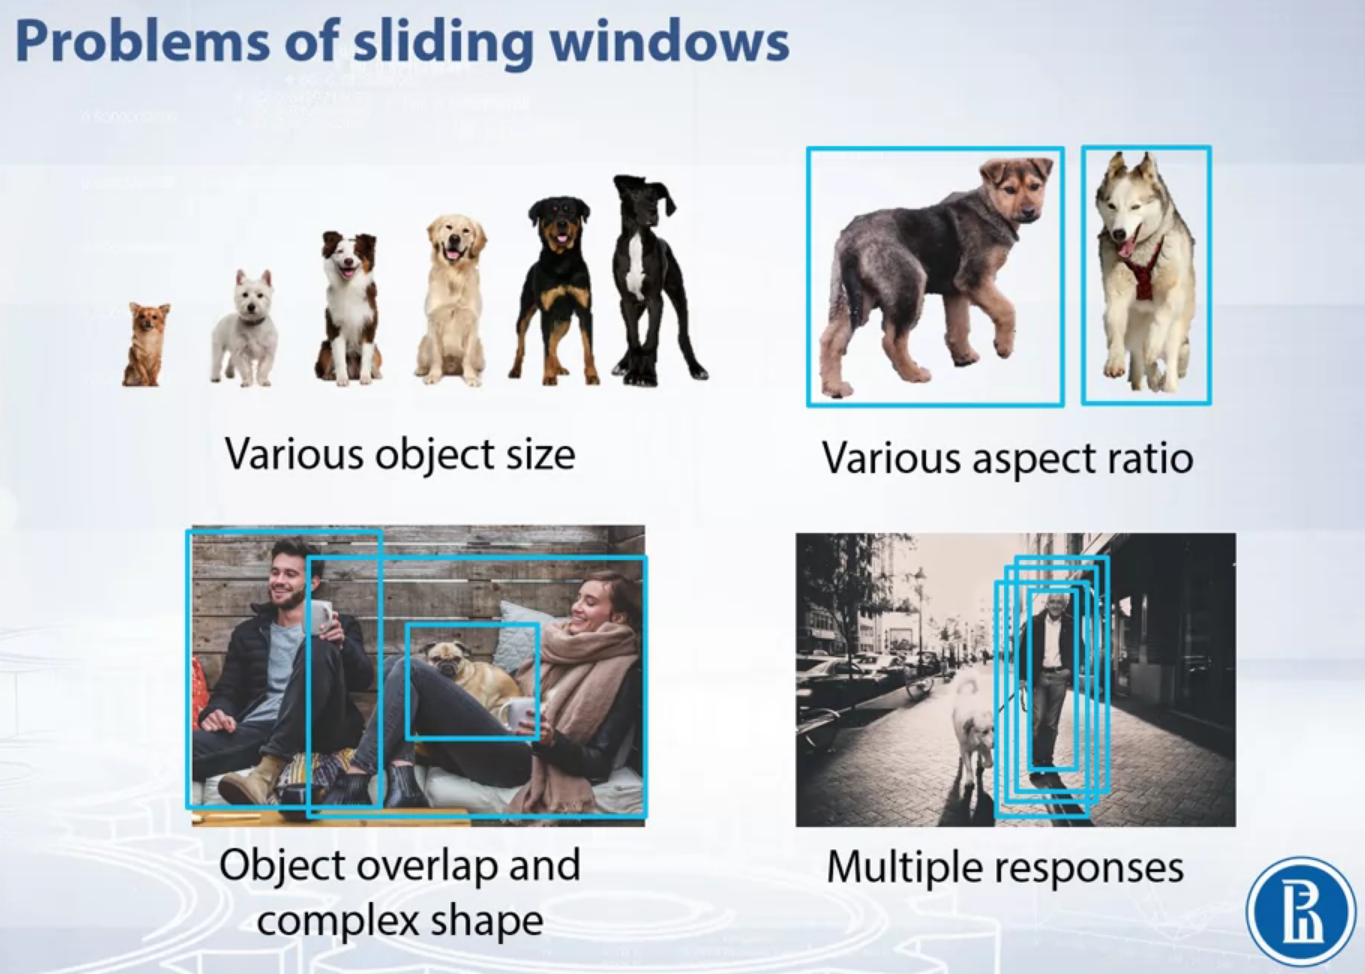 Problems of sliding windows
Various object size
Various aspect ratio
Object overlap and
complex shape
Multiple responses